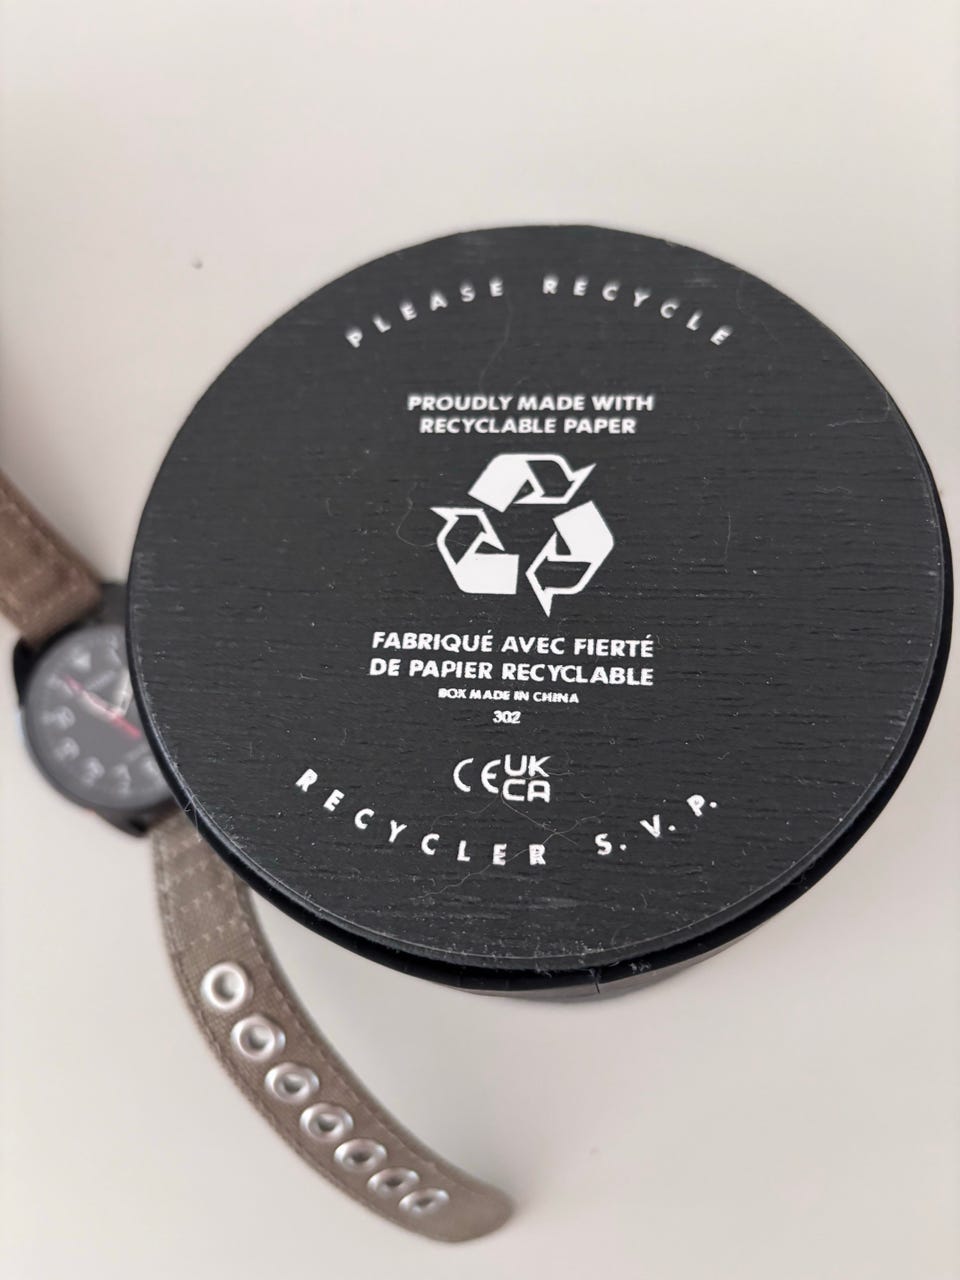 PLEASE RECYCLE
PROUDLY MADE WITH
RECYCLABLE PAPER
FABRIQUÉ AVEC FIERTÉ
DE PAPIER RECYCLABLE
BOX MADE IN CHINA
302
CE UK
CA
RECYCLER S.V.P.